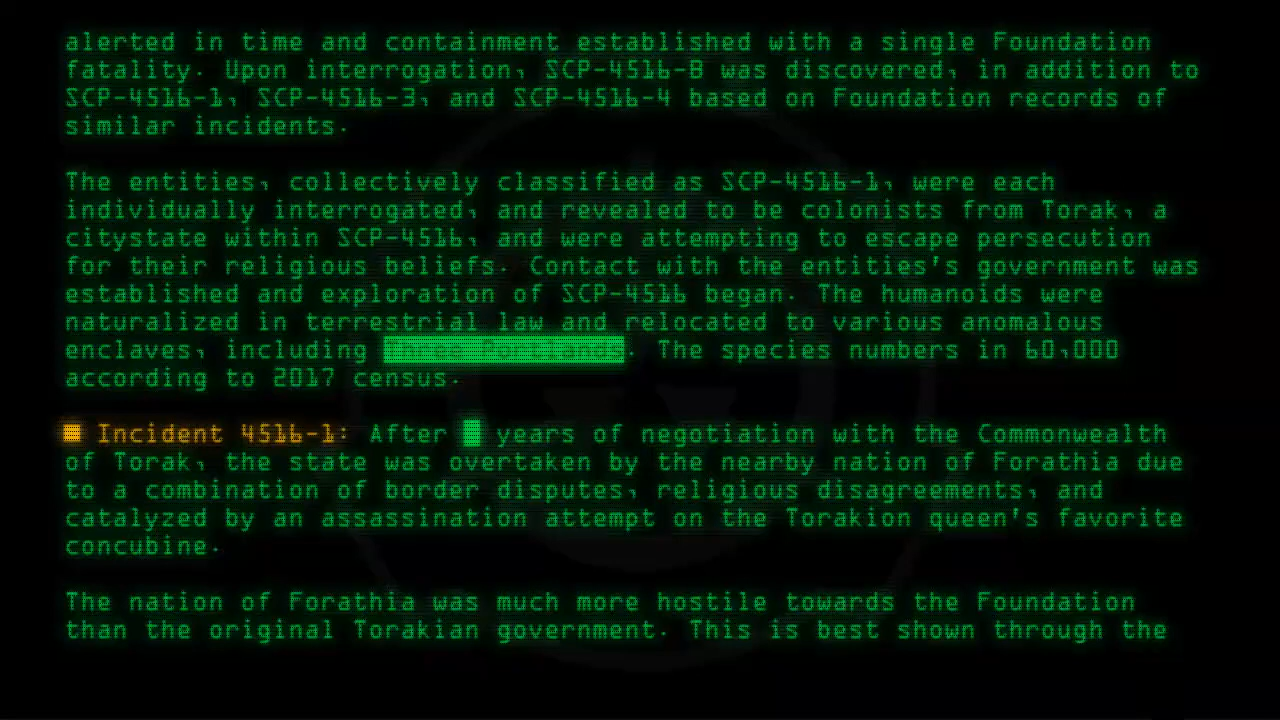 alerted in time and containment established with a single Foundation
fatality. Upon interrogation, SCP-4516-B was discovered, in addition to
SCP-4516-1, SCP-4516-3, and SCP-4516-4 based on Foundation records of
similar incidents.
The entities, collectively classified as SCP-4516-1, were each
individually interrogated, and revealed to be colonists from Torak, a
citystate within SCP-4516, and were attempting to escape persecution
for their religious beliefs. Contact with the entities's government was
established and exploration of SCP-4516 began. The humanoids were
naturalized in terrestrial law and relocated to various anomalous
enclaves, including Three Portlands. The species numbers in 60,000
according to 2017 census.
■ Incident 4516-1: After █ years of negotiation with the Commonwealth
of Torak, the state was overtaken by the nearby nation of Forathia due
to a combination of border disputes, religious disagreements, and
catalyzed by an assassination attempt on the Torakion queen's favorite
concubine.
The nation of Forathia was much more hostile towards the Foundation
than the original Torakian government. This is best shown through the